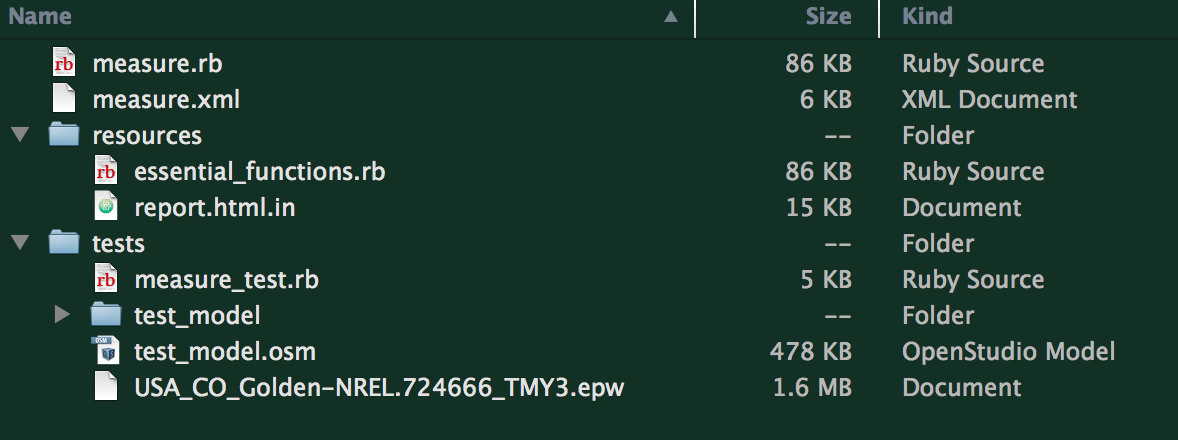 Name Size Kind
rb measure.rb 86 KB Ruby Source
measure.xml 6 KB XML Document
resources -- Folder
rb essential_functions.rb 86 KB Ruby Source
report.html.in 15 KB Document
tests -- Folder
rb measure_test.rb 5 KB Ruby Source
test_model -- Folder
OSM test_model.osm 478 KB OpenStudio Model
USA_CO_Golden-NREL.724666_TMY3.epw 1.6 MB Document